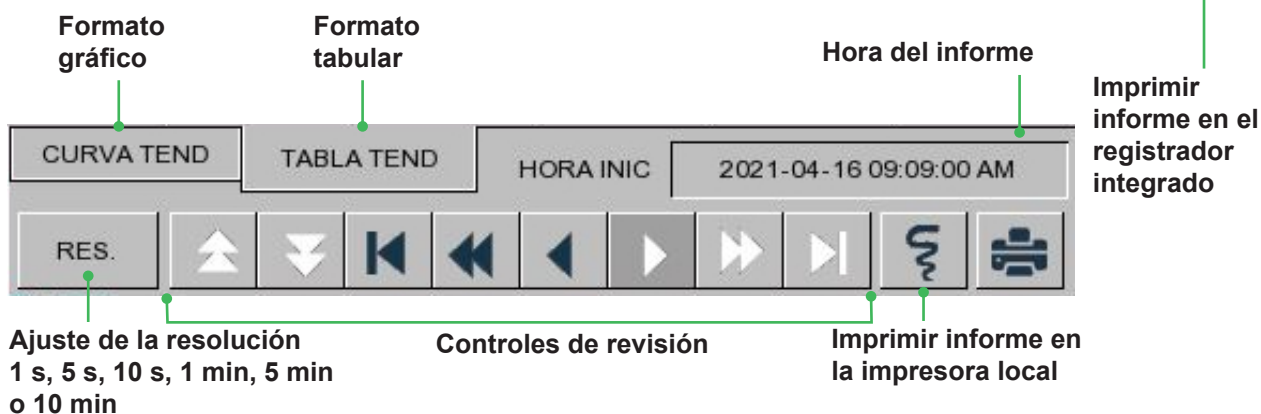 Formato
gráfico
Formato
tabular
Hora del informe
Imprimir
informe en el
registrador
integrado
CURVA TEND
TABLA TEND
HORA INIC
2021-04-16 09:09:00 AM
RES.
Ajuste de la resolución
1 s, 5 s, 10 s, 1 min, 5 min
o 10 min
Controles de revisión
Imprimir informe en
la impresora local